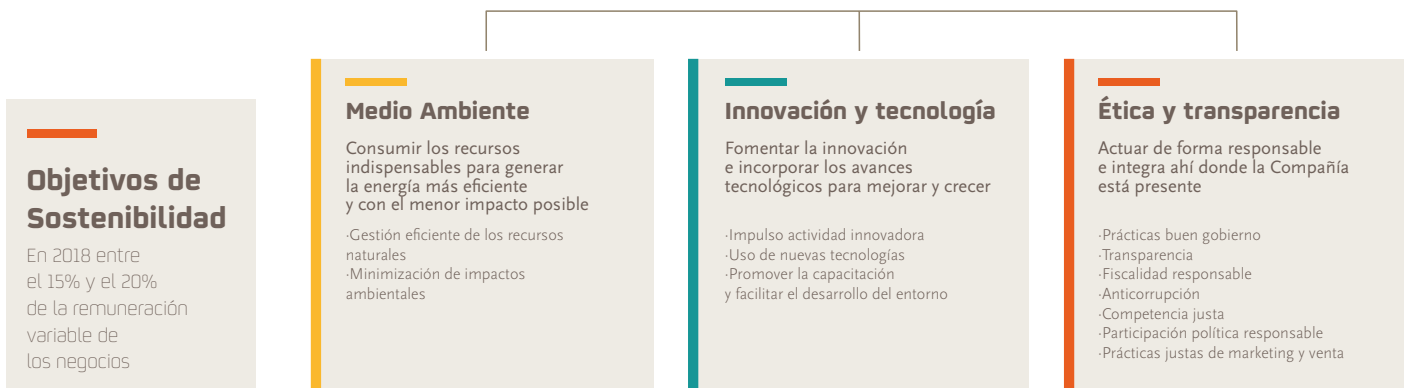 Objetivos de
Sostenibilidad
En 2018 entre
el 15% y el 20%
de la remuneración
variable de
los negocios
Medio Ambiente
Consumir los recursos
indispensables para generar
la energía más eficiente
y con el menor impacto posible
·Gestión eficiente de los recursos
naturales
·Minimización de impactos
ambientales
Innovación y tecnología
Fomentar la innovación
e incorporar los avances
tecnológicos para mejorar y crecer
·Impulso actividad innovadora
·Uso de nuevas tecnologías
·Promover la capacitación
y facilitar el desarrollo del entorno
Ética y transparencia
Actuar de forma responsable
e integra ahí donde la Compañía
está presente
·Prácticas buen gobierno
·Transparencia
·Fiscalidad responsable
·Anticorrupción
·Competencia justa
·Participación política responsable
·Prácticas justas de marketing y venta